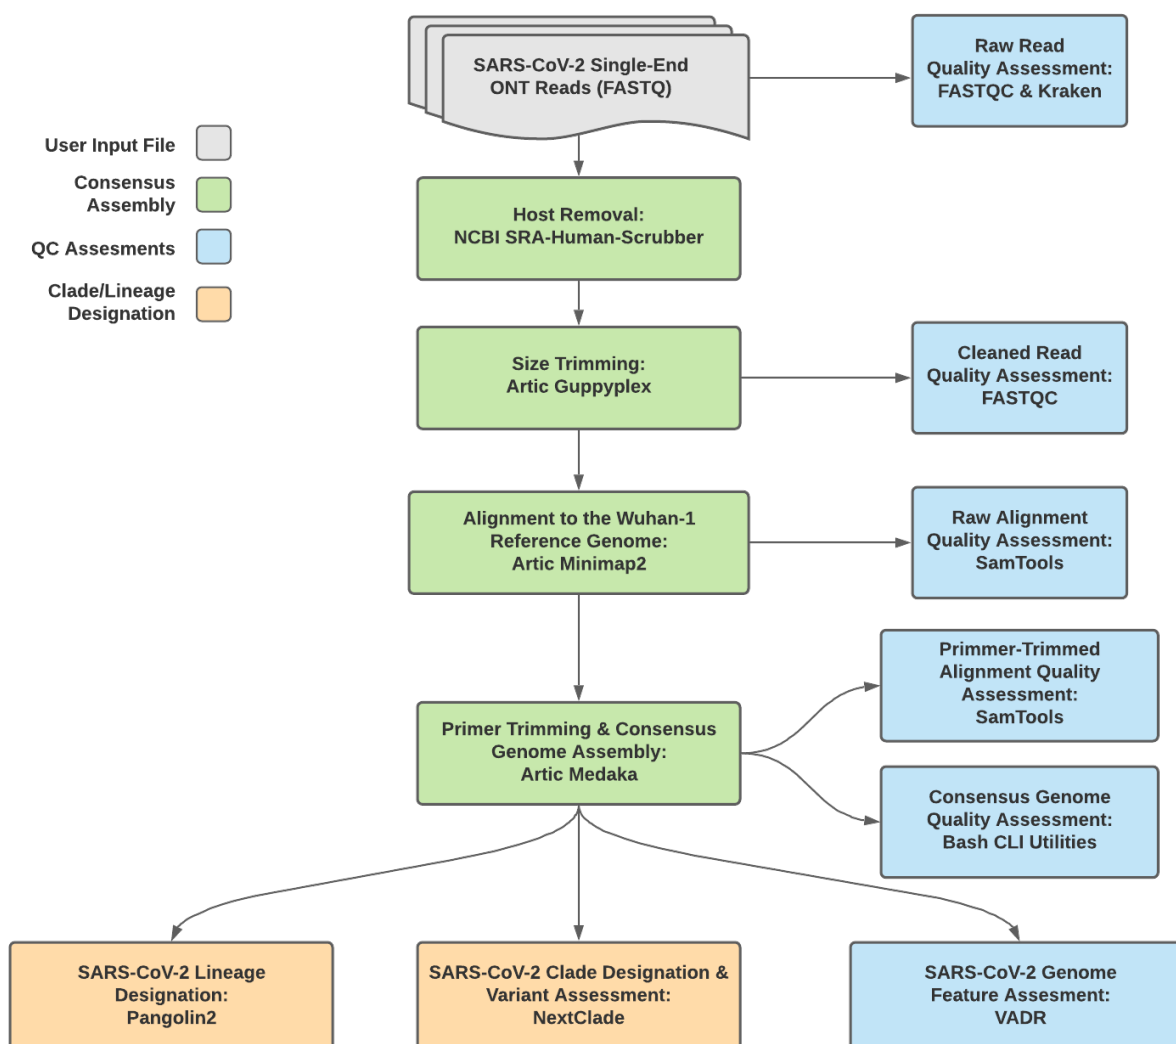 SARS-CoV-2 Single-End
ONT Reads (FASTQ)
Raw Read
Quality Assessment:
FASTQC & Kraken
User Input File
Consensus
Assembly
QC Assesments
Clade/Lineage
Designation
Host Removal:
NCBI SRA-Human-Scrubber
Size Trimming:
Artic Guppyplex
Cleaned Read
Quality Assessment:
FASTQC
Alignment to the Wuhan-1
Reference Genome:
Artic Minimap2
Raw Alignment
Quality Assessment:
SamTools
Primmer-Trimmed
Alignment Quality
Assessment:
SamTools
Primer Trimming & Consensus
Genome Assembly:
Artic Medaka
Consensus Genome
Quality Assessment:
Bash CLI Utilities
SARS-CoV-2 Lineage
Designation:
Pangolin2
SARS-CoV-2 Clade Designation &
Variant Assessment:
NextClade
SARS-CoV-2 Genome
Feature Assesment:
VADR